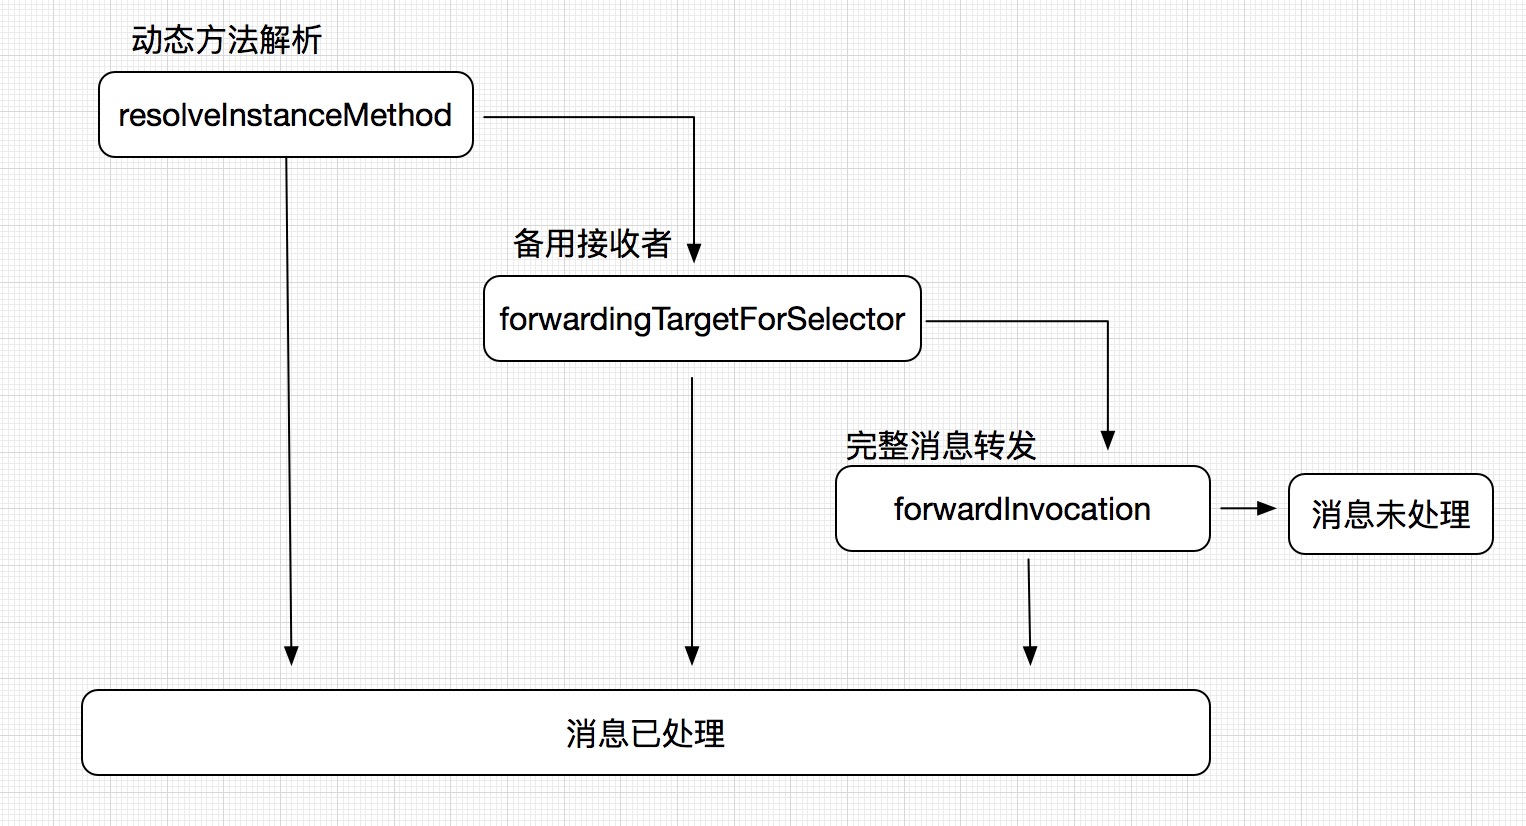 动态方法解析
resolveInstanceMethod
备用接收者
forwardingTargetForSelector
完整消息转发
forwardInvocation
消息未处理
消息已处理